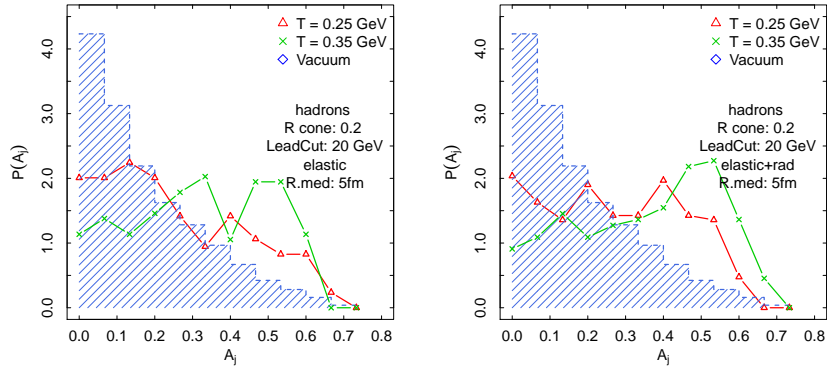 T = 0.25 GeV
T = 0.35 GeV
Vacuum
hadrons
R cone: 0.2
LeadCut: 20 GeV
elastic
R.med: 5fm
P(Aj)
4.0
3.0
2.0
1.0
0.0
0.0 0.1 0.2 0.3 0.4 0.5 0.6 0.7 0.8
Aj
T = 0.25 GeV
T = 0.35 GeV
Vacuum
hadrons
R cone: 0.2
LeadCut: 20 GeV
elastic+rad
R.med: 5fm
P(Aj)
4.0
3.0
2.0
1.0
0.0
0.0 0.1 0.2 0.3 0.4 0.5 0.6 0.7 0.8
Aj